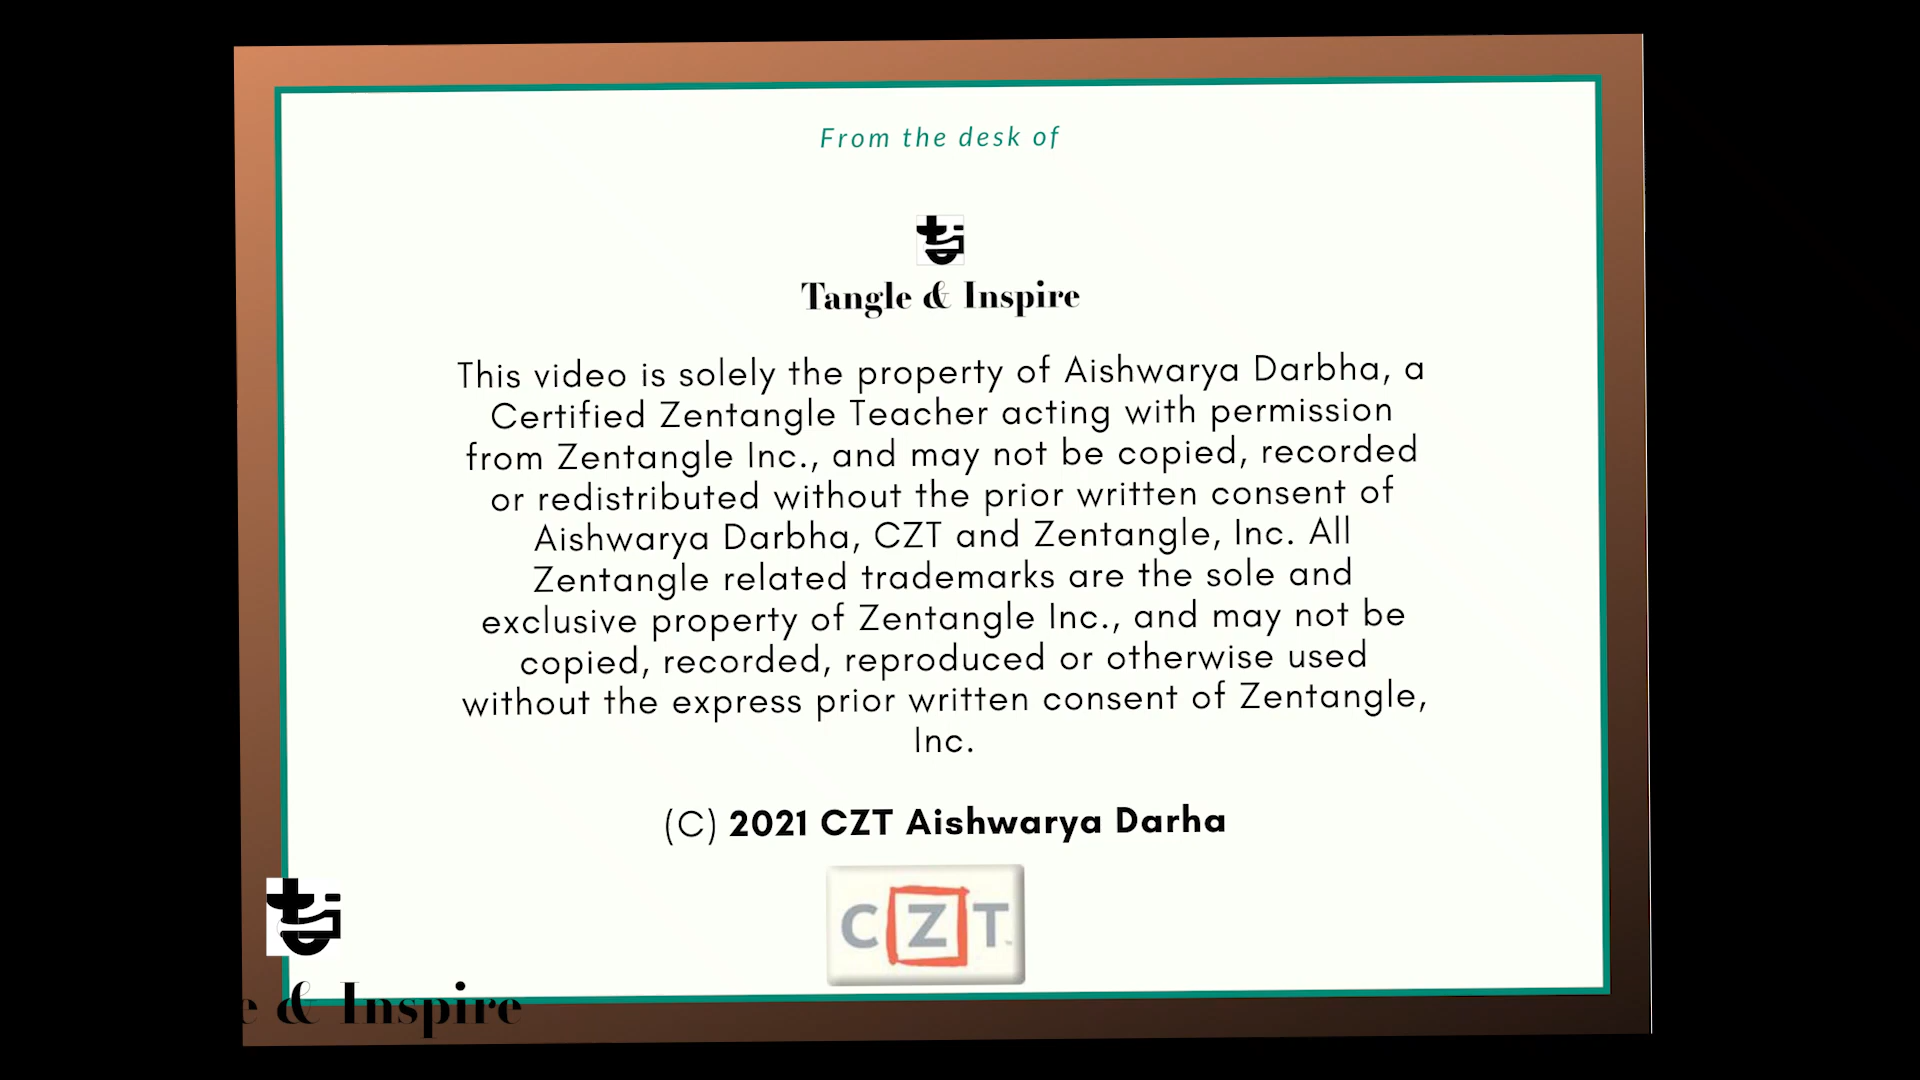 From the desk of
Tangle & Inspire
This video is solely the property of Aishwarya Darbha, a
Certified Zentangle Teacher acting with permission
from Zentangle Inc., and may not be copied, recorded
or redistributed without the prior written consent of
Aishwarya Darbha, CZT and Zentangle, Inc. All
Zentangle related trademarks are the sole and
exclusive property of Zentangle Inc., and may not be
copied, recorded, reproduced or otherwise used
without the express prior written consent of Zentangle,
Inc.
(C) 2021 CZT Aishwarya Darha
CZT
e & Inspire